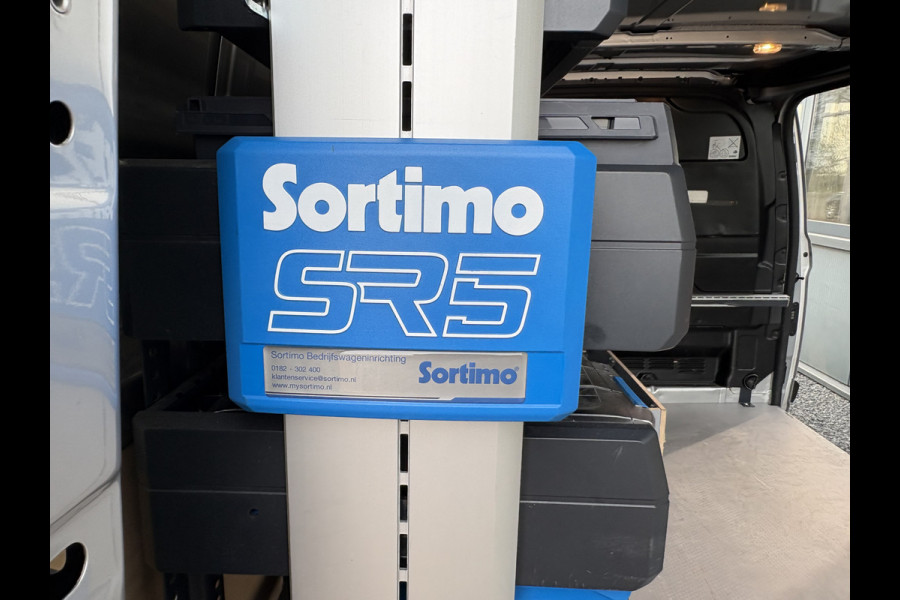 Sortimo
SR5
Sortimo Bedrijfswageninrichting
0182 - 302 400
klantenservice@sortimo.nl
www.mysortimo.nl
Sortimo®